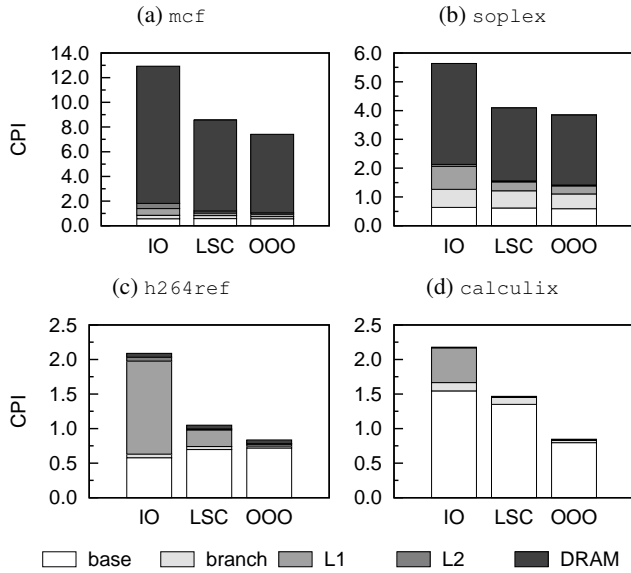 (a) mcf
(b) soplex
14.0
12.0
10.0
8.0
6.0
4.0
2.0
0.0
CPI
IO LSC OOO
6.0
5.0
4.0
3.0
2.0
1.0
0.0
IO LSC OOO
(c) h264ref
(d) calculix
2.5
2.0
1.5
1.0
0.5
0.0
CPI
IO LSC OOO
2.5
2.0
1.5
1.0
0.5
0.0
IO LSC OOO
base branch L1 L2 DRAM